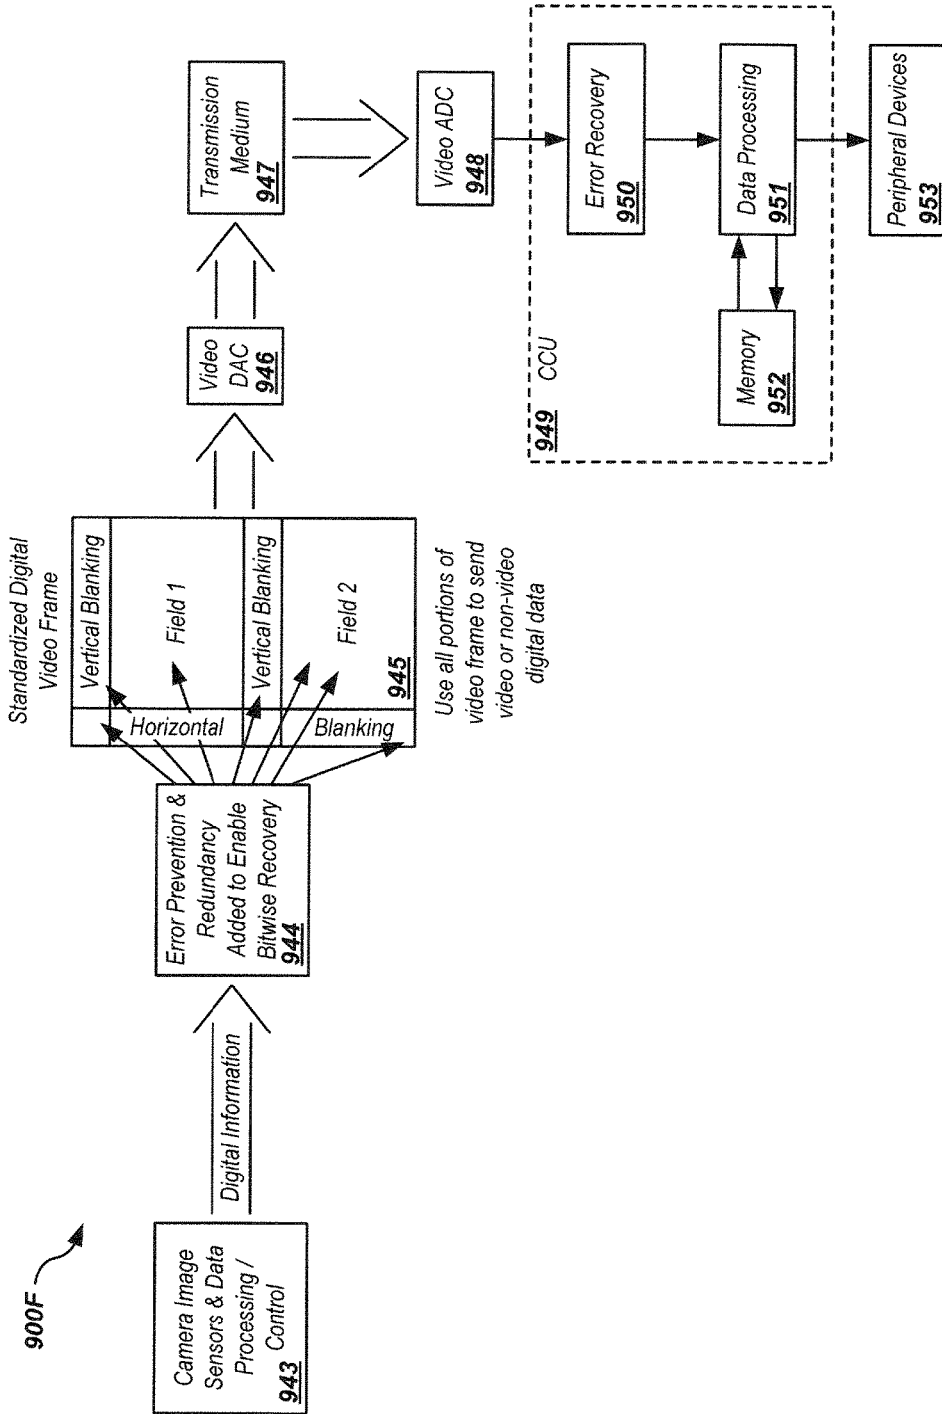 900F
Camera Image
Sensors & Data
Processing /
Control
943
Digital Information
Error Prevention &
Redundancy
Added to Enable
Bitwise Recovery
944
Standardized Digital
Video Frame
Vertical Blanking
Horizontal
Field 1
Vertical Blanking
Blanking
Field 2
945
Use all portions of
video frame to send
video or non-video
digital data
Video
DAC
946
Transmission
Medium
947
Video ADC
948
949 CCU
Error Recovery
950
Data Processing
951
Memory
952
Peripheral Devices
953